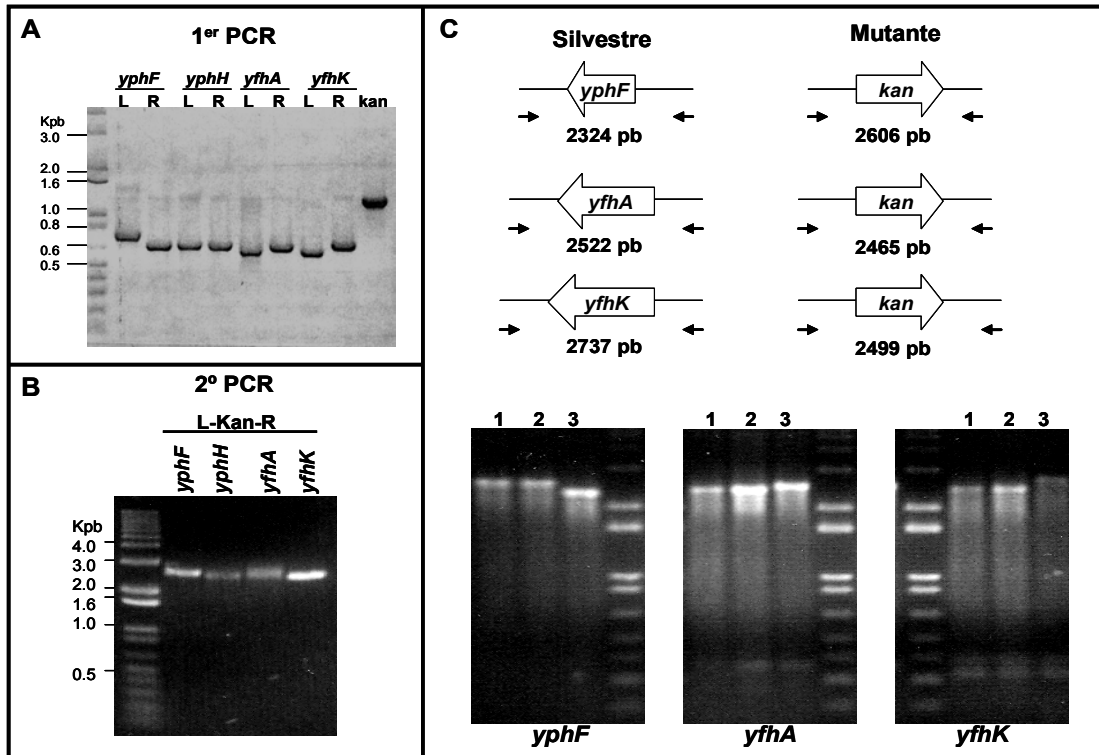 A
1er PCR
yphF yphH yfhA yfhK
L R L R L R L R kan
Kpb
3.0
2.0
1.6
1.0
0.8
0.6
0.5
B
2º PCR
L-Kan-R
yphF yphH yfhA yfhK
Kpb
4.0
3.0
2.0
1.6
1.0
0.5
C
Silvestre Mutante
yphF kan
2324 pb 2606 pb
yfhA kan
2522 pb 2465 pb
yfhK kan
2737 pb 2499 pb
1 2 3 1 2 3 1 2 3
yphF yfhA yfhK